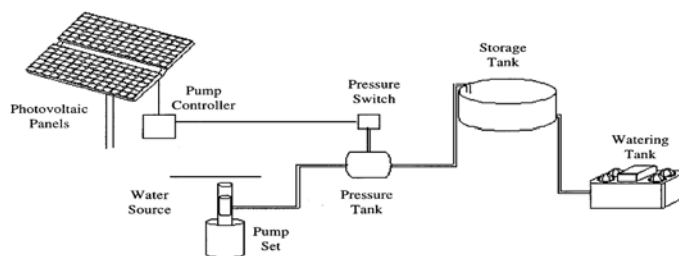 Photovoltaic
Panels
Pump
Controller
Pressure
Switch
Storage
Tank
Watering
Tank
Water
Source
Pressure
Tank
Pump
Set